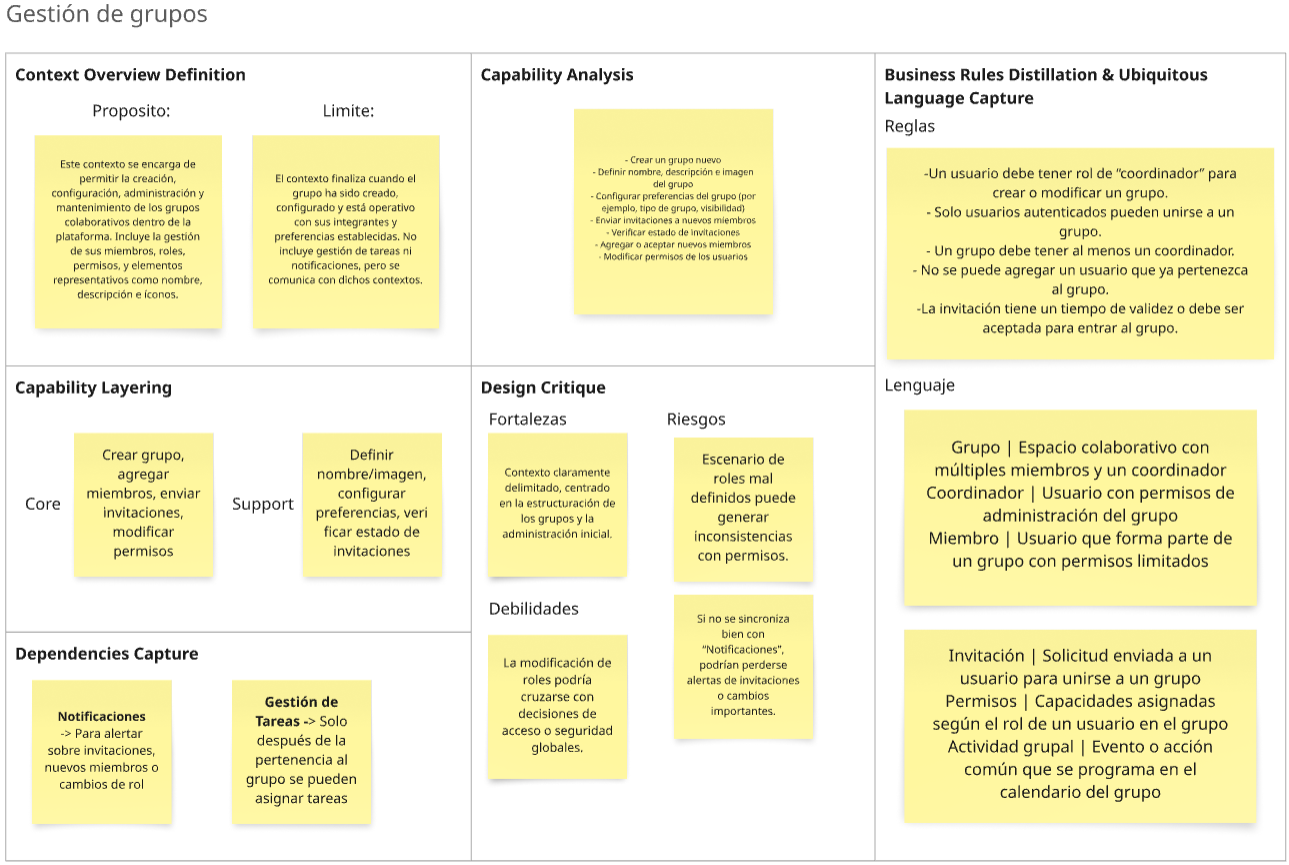 Gestión de grupos
Context Overview Definition
Proposito:
Este contexto se encarga de
permitir la creación,
configuración, administración y
mantenimiento de los grupos
colaborativos dentro de la
plataforma. Incluye la gestión
de sus miembros, roles,
permisos, y elementos
representativos como nombre,
descripción e íconos.
Limite:
El contexto finaliza cuando el
grupo ha sido creado,
configurado y está operativo
con sus integrantes y
preferencias establecidas. No
incluye gestión de tareas ni
notificaciones, pero se
comunica con dichos contextos.
Capability Analysis
- Crear un grupo nuevo
- Definir nombre, descripción e imagen
del grupo
- Configurar preferencias del grupo (por
ejemplo, tipo de grupo, visibilidad)
- Enviar invitaciones a nuevos miembros
- Verificar estado de invitaciones
- Agregar o aceptar nuevos miembros
- Modificar permisos de los usuarios
Business Rules Distillation & Ubiquitous
Language Capture
Reglas
-Un usuario debe tener rol de "coordinador" para
crear o modificar un grupo.
- Solo usuarios autenticados pueden unirse a un
grupo.
- Un grupo debe tener al menos un coordinador.
- No se puede agregar un usuario que ya pertenezca
al grupo.
-La invitación tiene un tiempo de validez o debe ser
aceptada para entrar al grupo.
Lenguaje
Grupo | Espacio colaborativo con
múltiples miembros y un coordinador
Coordinador | Usuario con permisos de
administración del grupo
Miembro | Usuario que forma parte de
un grupo con permisos limitados
Invitación | Solicitud enviada a un
usuario para unirse a un grupo
Permisos | Capacidades asignadas
según el rol de un usuario en el grupo
Actividad grupal | Evento o acción
común que se programa en el
calendario del grupo
Capability Layering
Core
Crear grupo,
agregar
miembros, enviar
invitaciones,
modificar
permisos
Support
Definir
nombre/imagen,
configurar
preferencias, veri
ficar estado de
invitaciones
Design Critique
Fortalezas
Contexto claramente
delimitado, centrado
en la estructuración de
los grupos y la
administración inicial.
Riesgos
Escenario de
roles mal
definidos puede
generar
inconsistencias
con permisos.
Si no se sincroniza
bien con
"Notificaciones",
podrían perderse
alertas de invitaciones
o cambios
importantes.
Debilidades
La modificación de
roles podría
cruzarse con
decisiones de
acceso o seguridad
globales.
Dependencies Capture
Notificaciones
-> Para alertar
sobre invitaciones,
nuevos miembros o
cambios de rol
Gestión de
Tareas -> Solo
después de la
pertenencia al
grupo se pueden
asignar tareas